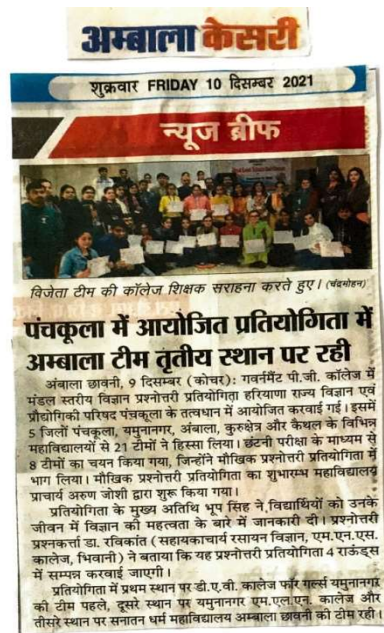 अम्बाला केसरी
शुक्रवार FRIDAY 10 दिसम्बर 2021
न्यूज ब्रीफ
विजेता टीम की कॉलेज शिक्षक सराहना करते हुए। (चंद्रमोहन)
पंचकूला में आयोजित प्रतियोगिता में
अम्बाला टीम तृतीय स्थान पर रही
अंबाला छावनी, 9 दिसम्बर (कोचर): गवर्नमैंट पी.जी. कॉलेज में
मंडल स्तरीय विज्ञान प्रश्नोत्तरी प्रतियोगिता हरियाणा राज्य विज्ञान एवं
प्रौद्योगिकी परिषद पंचकूला के तत्वधान में आयोजित करवाई गई। इसमें
5 जिलों पंचकूला, यमुनानगर, अंबाला, कुरुक्षेत्र और कैथल के विभिन्न
महाविद्यालयों से 21 टीमों ने हिस्सा लिया। छंटनी परीक्षा के माध्यम से
8 टीमों का चयन किया गया, जिन्होंने मौखिक प्रश्नोत्तरी प्रतियोगिता में
भाग लिया। मौखिक प्रश्नोत्तरी प्रतियोगिता का शुभारम्भ महाविद्यालय
प्राचार्य अरुण जोशी द्वारा शुरू किया गया।
प्रतियोगिता के मुख्य अतिथि भूप सिंह ने विद्यार्थियों को उनके
जीवन में विज्ञान की महत्वता के बारे में जानकारी दी। प्रश्नोत्तरी
प्रश्नकर्त्ता डा. रविकांत (सहायकाचार्य रसायन विज्ञान, एम.एन.एस.
कालेज, भिवानी) ने बताया कि यह प्रश्नोत्तरी प्रतियोगिता 4 राऊंड्स
में सम्पन्न करवाई जाएगी।
प्रतियोगिता में प्रथम स्थान पर डी.ए.वी. कालेज फॉर गर्ल्स यमुनानगर
की टीम पहले, दूसरे स्थान पर यमुनानगर एम.एल.एन. कालेज और
तीसरे स्थान पर सनातन धर्म महाविद्यालय अम्बाला छावनी की टीम रही।